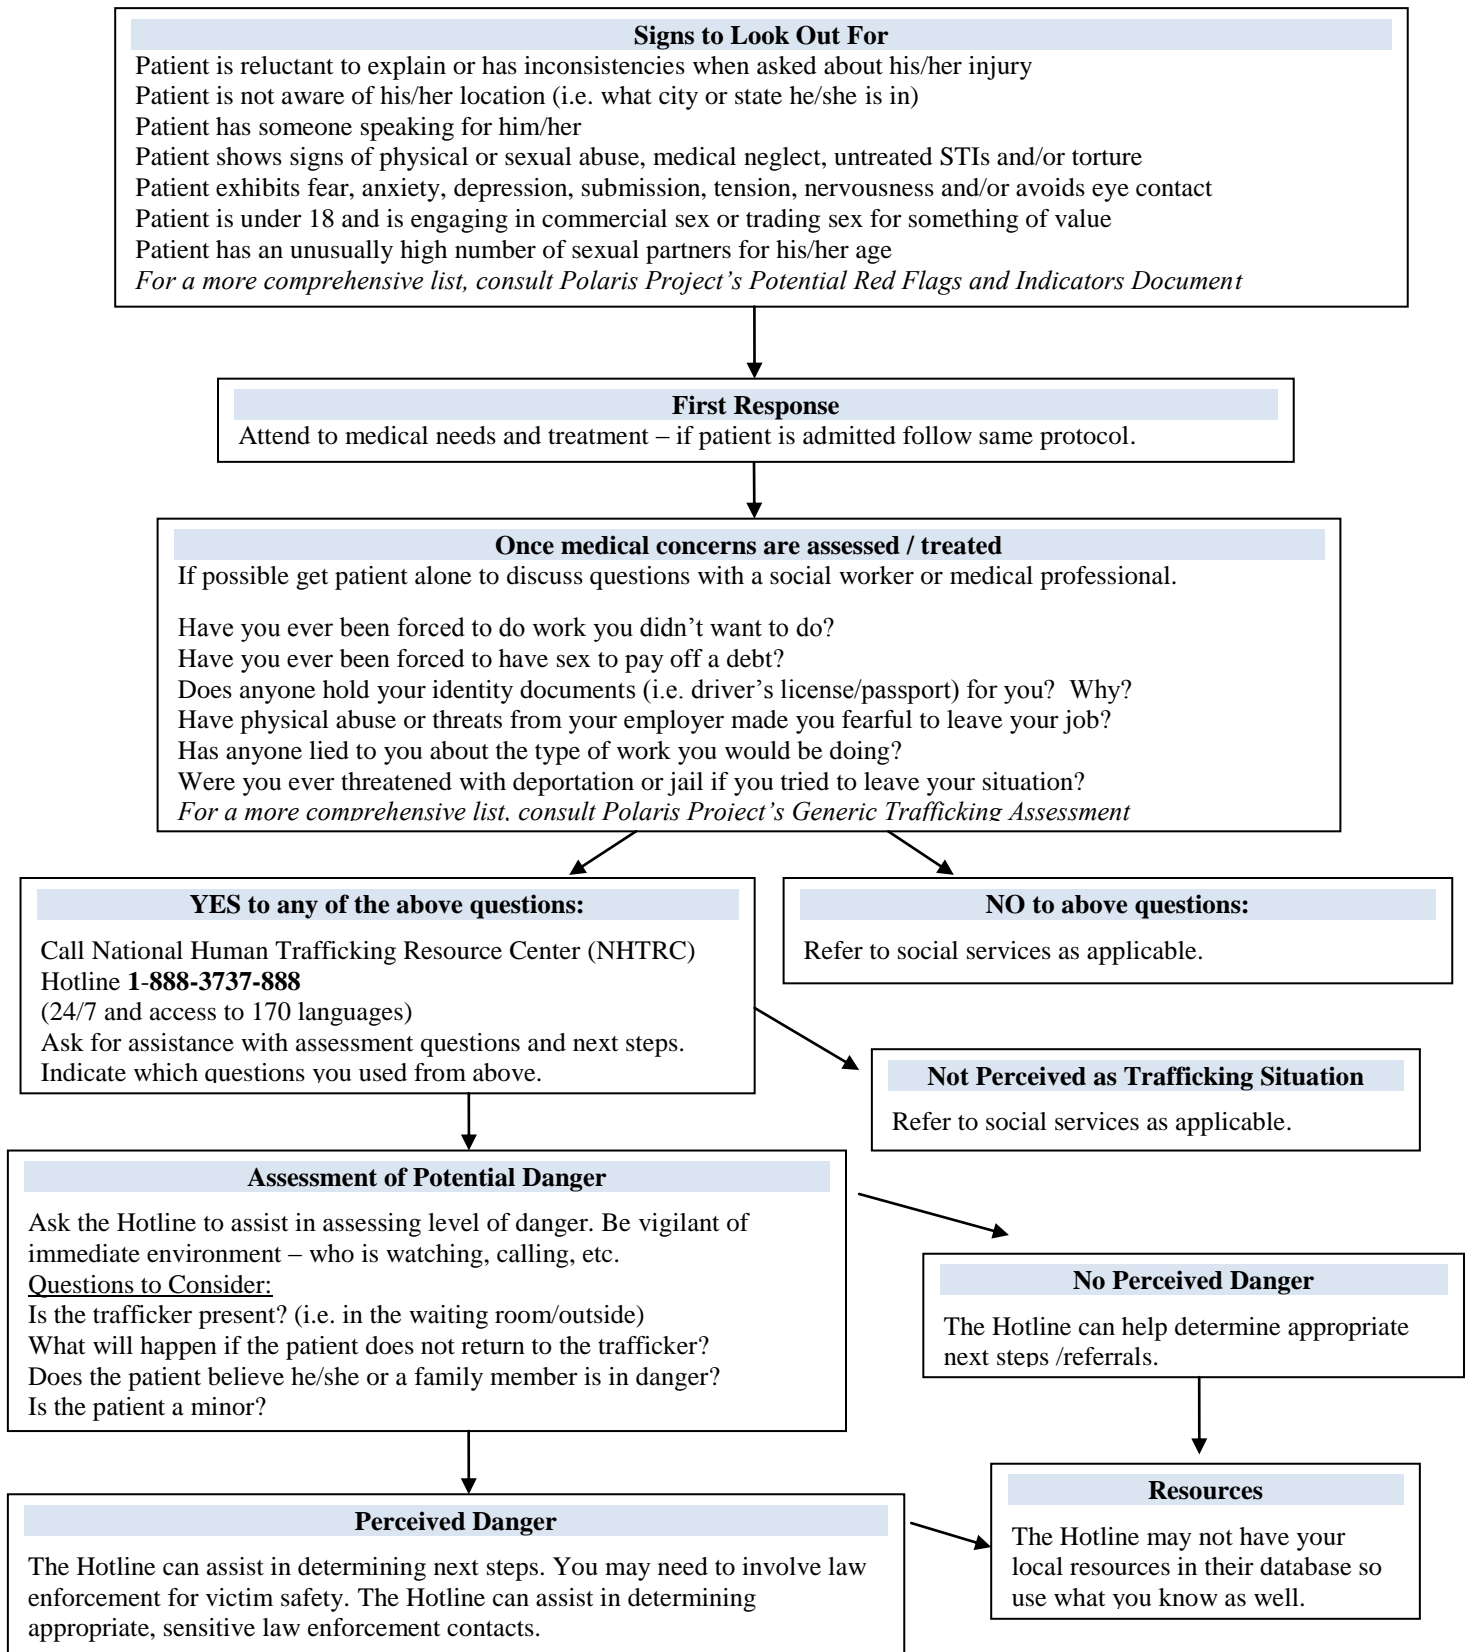 Signs to Look Out For
Patient is reluctant to explain or has inconsistencies when asked about his/her injury
Patient is not aware of his/her location (i.e. what city or state he/she is in)
Patient has someone speaking for him/her
Patient shows signs of physical or sexual abuse, medical neglect, untreated STIs and/or torture
Patient exhibits fear, anxiety, depression, submission, tension, nervousness and/or avoids eye contact
Patient is under 18 and is engaging in commercial sex or trading sex for something of value
Patient has an unusually high number of sexual partners for his/her age
For a more comprehensive list, consult Polaris Project’s Potential Red Flags and Indicators Document
First Response
Attend to medical needs and treatment – if patient is admitted follow same protocol.
Once medical concerns are assessed / treated
If possible get patient alone to discuss questions with a social worker or medical professional.
Have you ever been forced to do work you didn’t want to do?
Have you ever been forced to have sex to pay off a debt?
Does anyone hold your identity documents (i.e. driver’s license/passport) for you?  Why?
Have physical abuse or threats from your employer made you fearful to leave your job?
Has anyone lied to you about the type of work you would be doing?
Were you ever threatened with deportation or jail if you tried to leave your situation?
For a more comprehensive list, consult Polaris Project’s Generic Trafficking Assessment
YES to any of the above questions:
Call National Human Trafficking Resource Center (NHTRC)
Hotline 1-888-3737-888
(24/7 and access to 170 languages)
Ask for assistance with assessment questions and next steps.
Indicate which questions you used from above.
NO to above questions:
Refer to social services as applicable.
Not Perceived as Trafficking Situation
Refer to social services as applicable.
Assessment of Potential Danger
Ask the Hotline to assist in assessing level of danger. Be vigilant of
immediate environment – who is watching, calling, etc.
Questions to Consider:
Is the trafficker present? (i.e. in the waiting room/outside)
What will happen if the patient does not return to the trafficker?
Does the patient believe he/she or a family member is in danger?
Is the patient a minor?
No Perceived Danger
The Hotline can help determine appropriate
next steps /referrals.
Perceived Danger
The Hotline can assist in determining next steps. You may need to involve law
enforcement for victim safety. The Hotline can assist in determining
appropriate, sensitive law enforcement contacts.
Resources
The Hotline may not have your
local resources in their database so
use what you know as well.